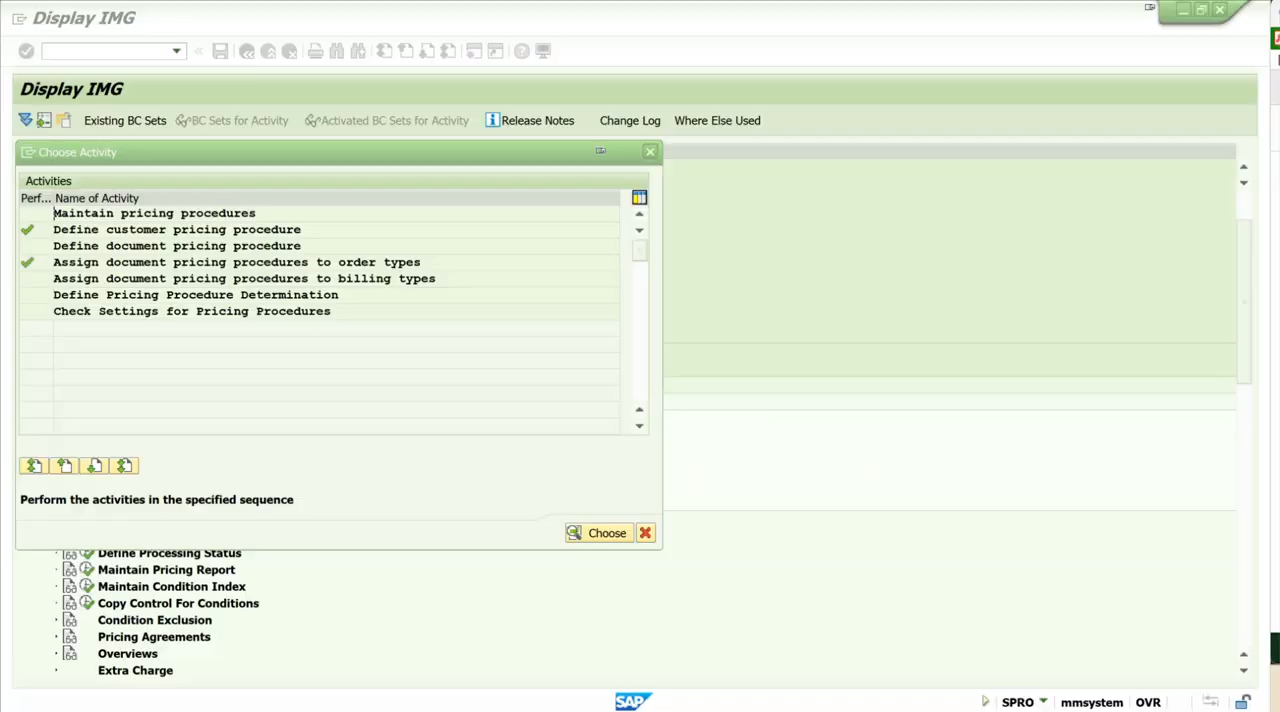 Display IMG
Display IMG
Existing BC Sets BC Sets for Activity Activated BC Sets for Activity Release Notes Change Log Where Else Used
Choose Activity
Activities
Perf... Name of Activity
Maintain pricing procedures
Define customer pricing procedure
Define document pricing procedure
Assign document pricing procedures to order types
Assign document pricing procedures to billing types
Define Pricing Procedure Determination
Check Settings for Pricing Procedures
Perform the activities in the specified sequence
Choose
Define Processing Status
Maintain Pricing Report
Maintain Condition Index
Copy Control For Conditions
Condition Exclusion
Pricing Agreements
Overviews
Extra Charge
SAP SPRO mmsystem OVR